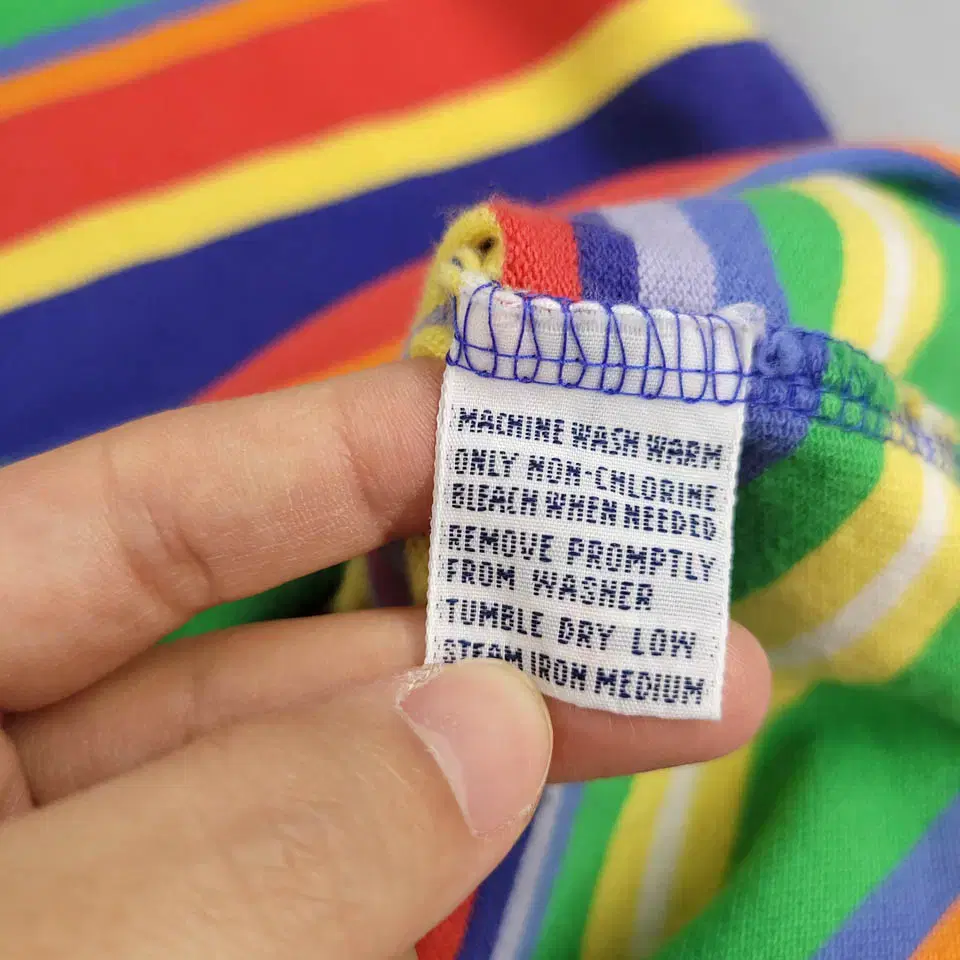 MACHINE WASH WARM
ONLY NON-CHLORINE
BLEACH WHEN NEEDED
REMOVE PROMPTLY
FROM WASHER
TUMBLE DRY LOW
STEAM IRON MEDIUM